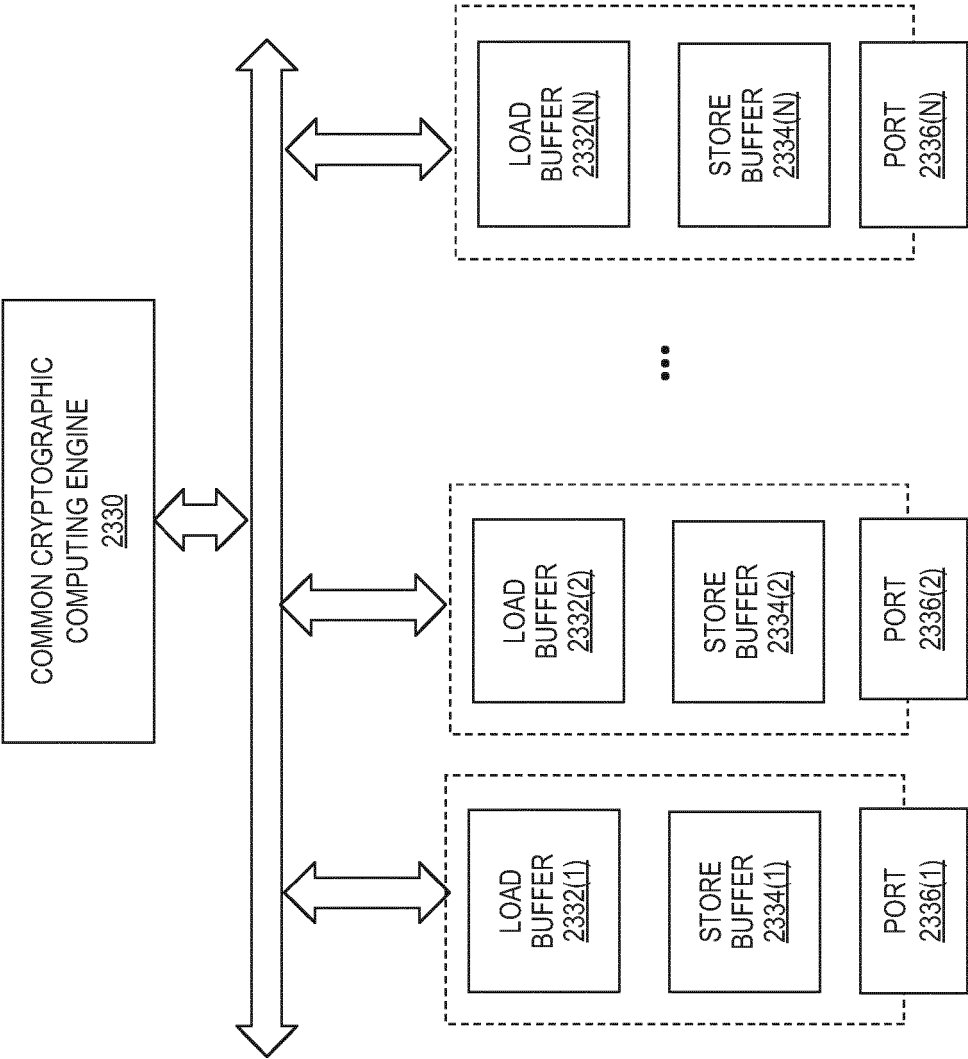 COMMON CRYPTOGRAPHIC
COMPUTING ENGINE
2330
LOAD
BUFFER
2332(1)
STORE
BUFFER
2334(1)
PORT
2336(1)
LOAD
BUFFER
2332(2)
STORE
BUFFER
2334(2)
PORT
2336(2)
...
LOAD
BUFFER
2332(N)
STORE
BUFFER
2334(N)
PORT
2336(N)